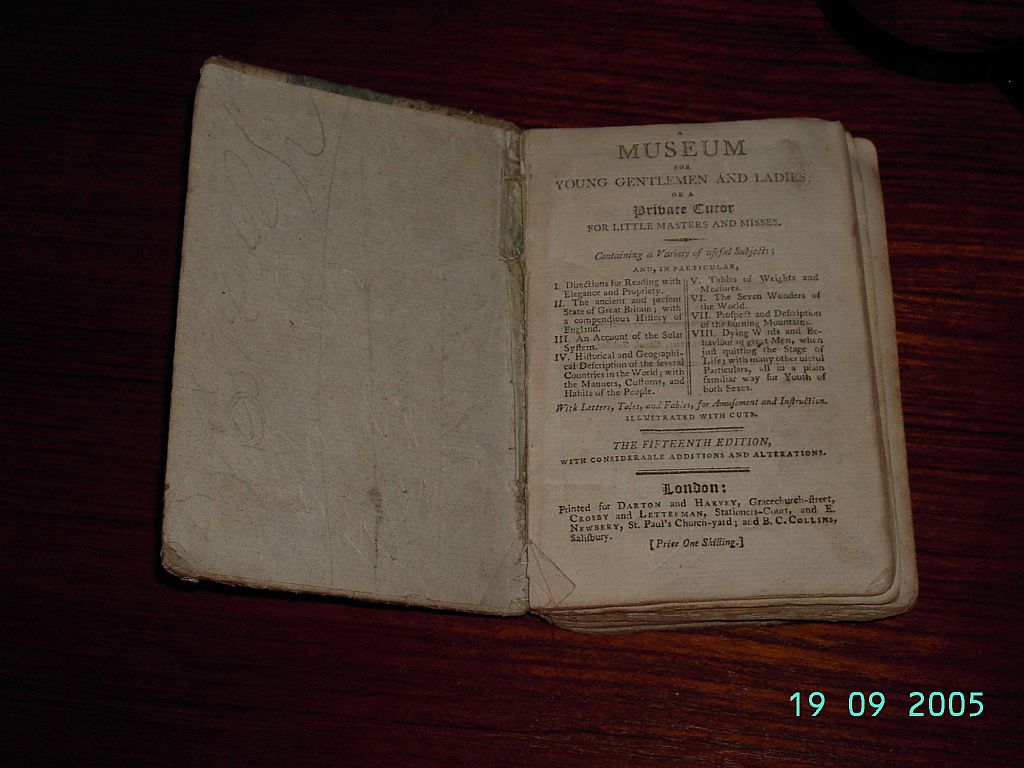 A
MUSEUM
FOR
YOUNG GENTLEMEN AND LADIES:
OR A
Private Tutor
FOR LITTLE MASTERS AND MISSES.
Containing a Variety of uſeful Subjects;
AND, IN PARTICULAR,
I. Directions for Reading with
Elegance and Propriety.
II. The ancient and preſent
State of Great Britain; with
a compendious Hiſtory of
England.
III. An Account of the Solar
Syſtem.
IV. Hiſtorical and Geographi-
cal Deſcription of the ſeveral
Countries in the World; with
the Manners, Cuſtoms, and
Habits of the People.
V. Tables of Weights and
Meaſures.
VI. The Seven Wonders of
the World.
VII. Proſpect and Deſcription
of the burning Mountains.
VIII. Dying W rds and Be-
haviour of great Men, when
juſt quitting the Stage of
Life; with many other uſeful
Particulars, all in a plain
familiar way for Youth of
both Sexes.
With Letters, Tales, and Fables, for Amuſement and Inſtruction.
ILLUSTRATED WITH CUTS.
THE FIFTEENTH EDITION,
WITH CONSIDERABLE ADDITIONS AND ALTERATIONS.
London:
Printed for DARTON and HARVEY, Gracechurch-ſtreet,
CROSBY and LETTERMAN, Stationers-Court, and E.
NEWBERY, St. Paul's Church-yard; and B. C. COLLINS,
Saliſbury.
[Price One Shilling.]
19 09 2005